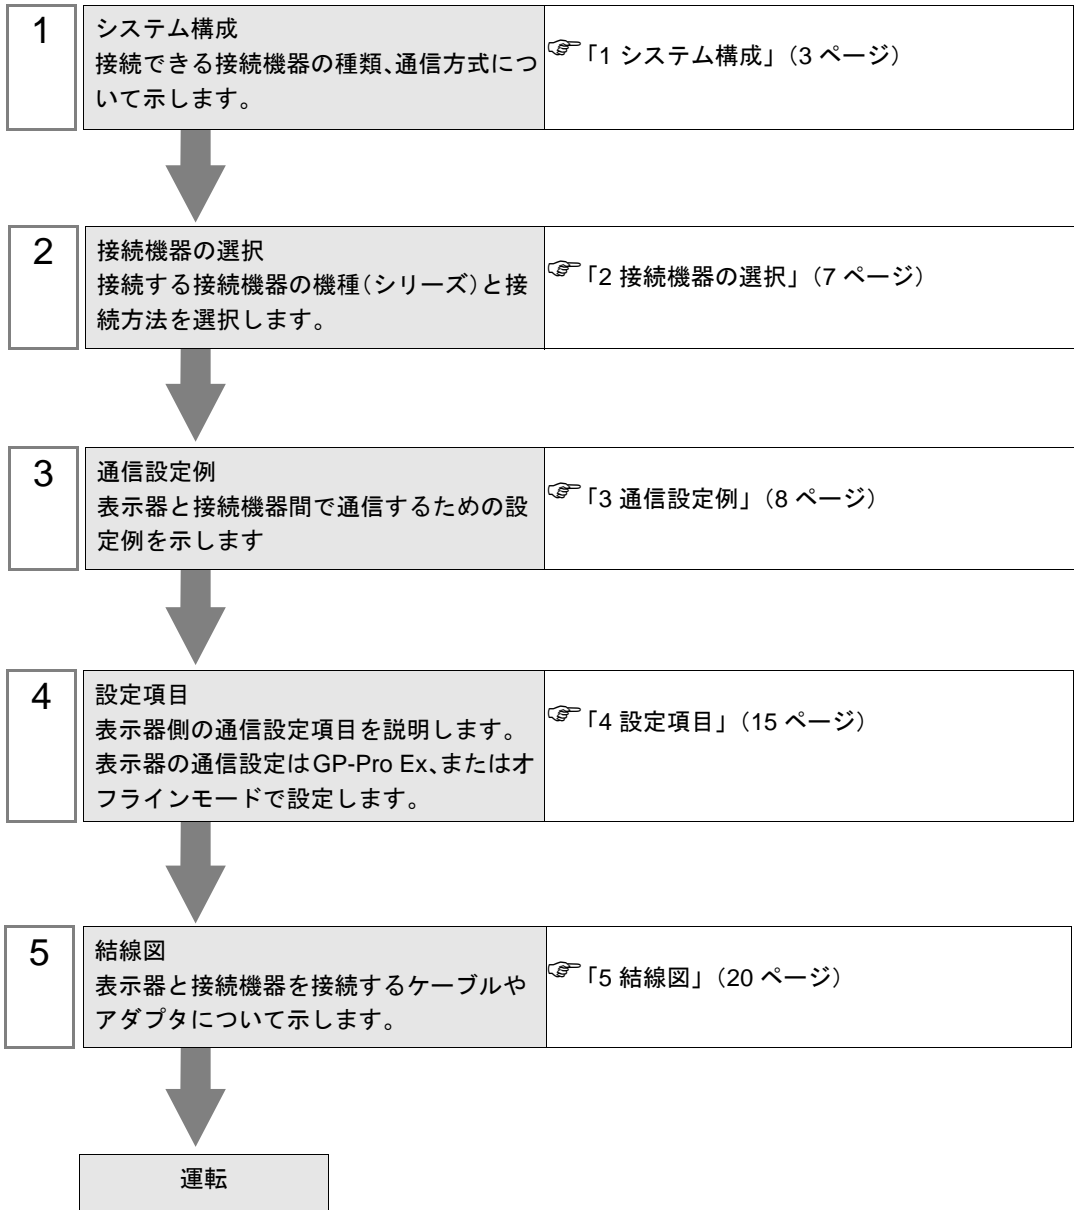 1
システム構成
接続できる接続機器の種類、通信方式につ
いて示します。
☞「1 システム構成」（3 ページ）
2
接続機器の選択
接続する接続機器の機種（シリーズ）と接
続方法を選択します。
☞「2 接続機器の選択」（7 ページ）
3
通信設定例
表示器と接続機器間で通信するための設
定例を示します
☞「3 通信設定例」（8 ページ）
4
設定項目
表示器側の通信設定項目を説明します。
表示器の通信設定はGP-Pro Ex、またはオ
フラインモードで設定します。
☞「4 設定項目」（15 ページ）
5
結線図
表示器と接続機器を接続するケーブルや
アダプタについて示します。
☞「5 結線図」（20 ページ）
運転